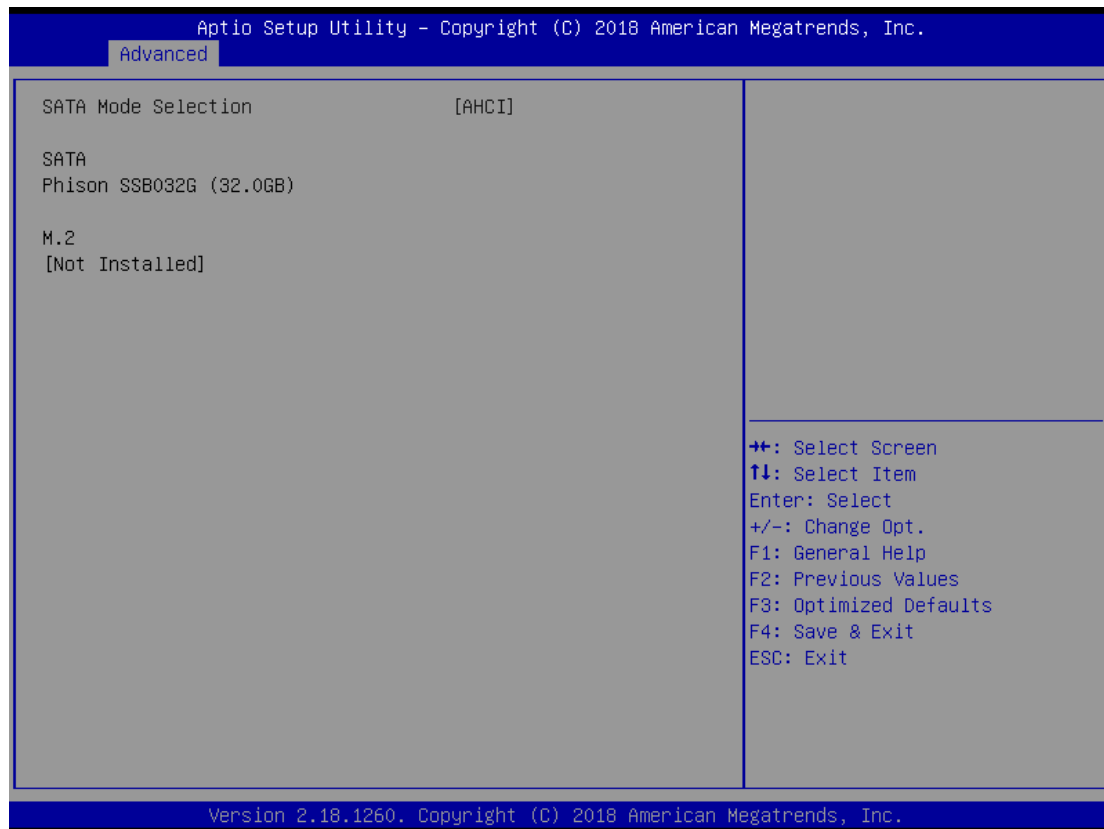 Aptio Setup Utility – Copyright (C) 2018 American Megatrends, Inc.
Advanced
SATA Mode Selection [AHCI]
SATA
Phison SSB032G (32.0GB)
M.2
[Not Installed]
→←: Select Screen
↑↓: Select Item
Enter: Select
+/-: Change Opt.
F1: General Help
F2: Previous Values
F3: Optimized Defaults
F4: Save & Exit
ESC: Exit
Version 2.18.1260. Copyright (C) 2018 American Megatrends, Inc.